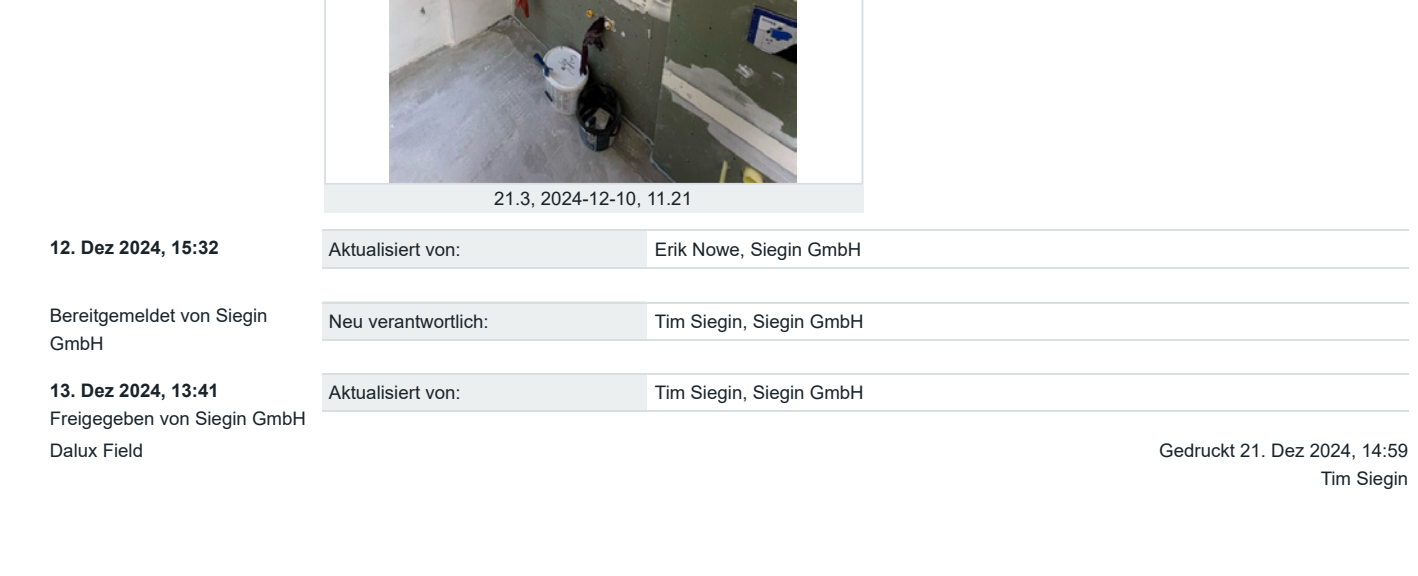 21.3, 2024-12-10, 11.21
12. Dez 2024, 15:32
Aktualisiert von:
Erik Nowe, Siegin GmbH
Bereitgemeldet von Siegin
GmbH
Neu verantwortlich:
Tim Siegin, Siegin GmbH
13. Dez 2024, 13:41
Aktualisiert von:
Tim Siegin, Siegin GmbH
Freigegeben von Siegin GmbH
Dalux Field
Gedruckt 21. Dez 2024, 14:59
Tim Siegin